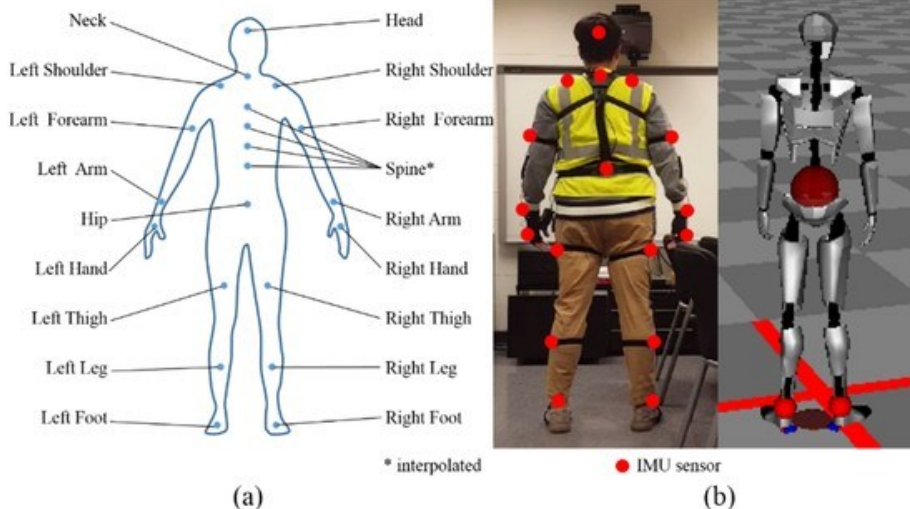 Neck
Head
Left Shoulder
Right Shoulder
Left Forearm
Right Forearm
Left Arm
Spine*
Hip
Right Arm
Left Hand
Right Hand
Left Thigh
Right Thigh
Left Leg
Right Leg
Left Foot
Right Foot
* interpolated
IMU sensor
(a)
(b)